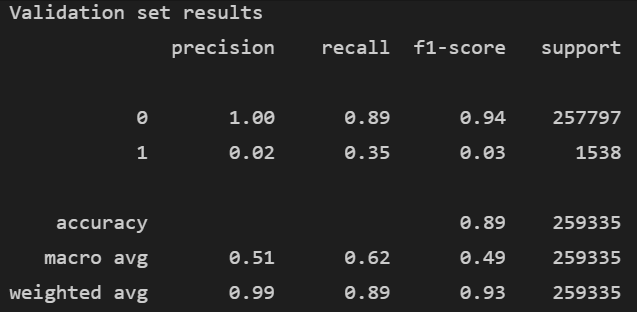 Validation set results
precision recall f1-score support
0 1.00 0.89 0.94 257797
1 0.02 0.35 0.03 1538
accuracy 0.89 259335
macro avg 0.51 0.62 0.49 259335
weighted avg 0.99 0.89 0.93 259335